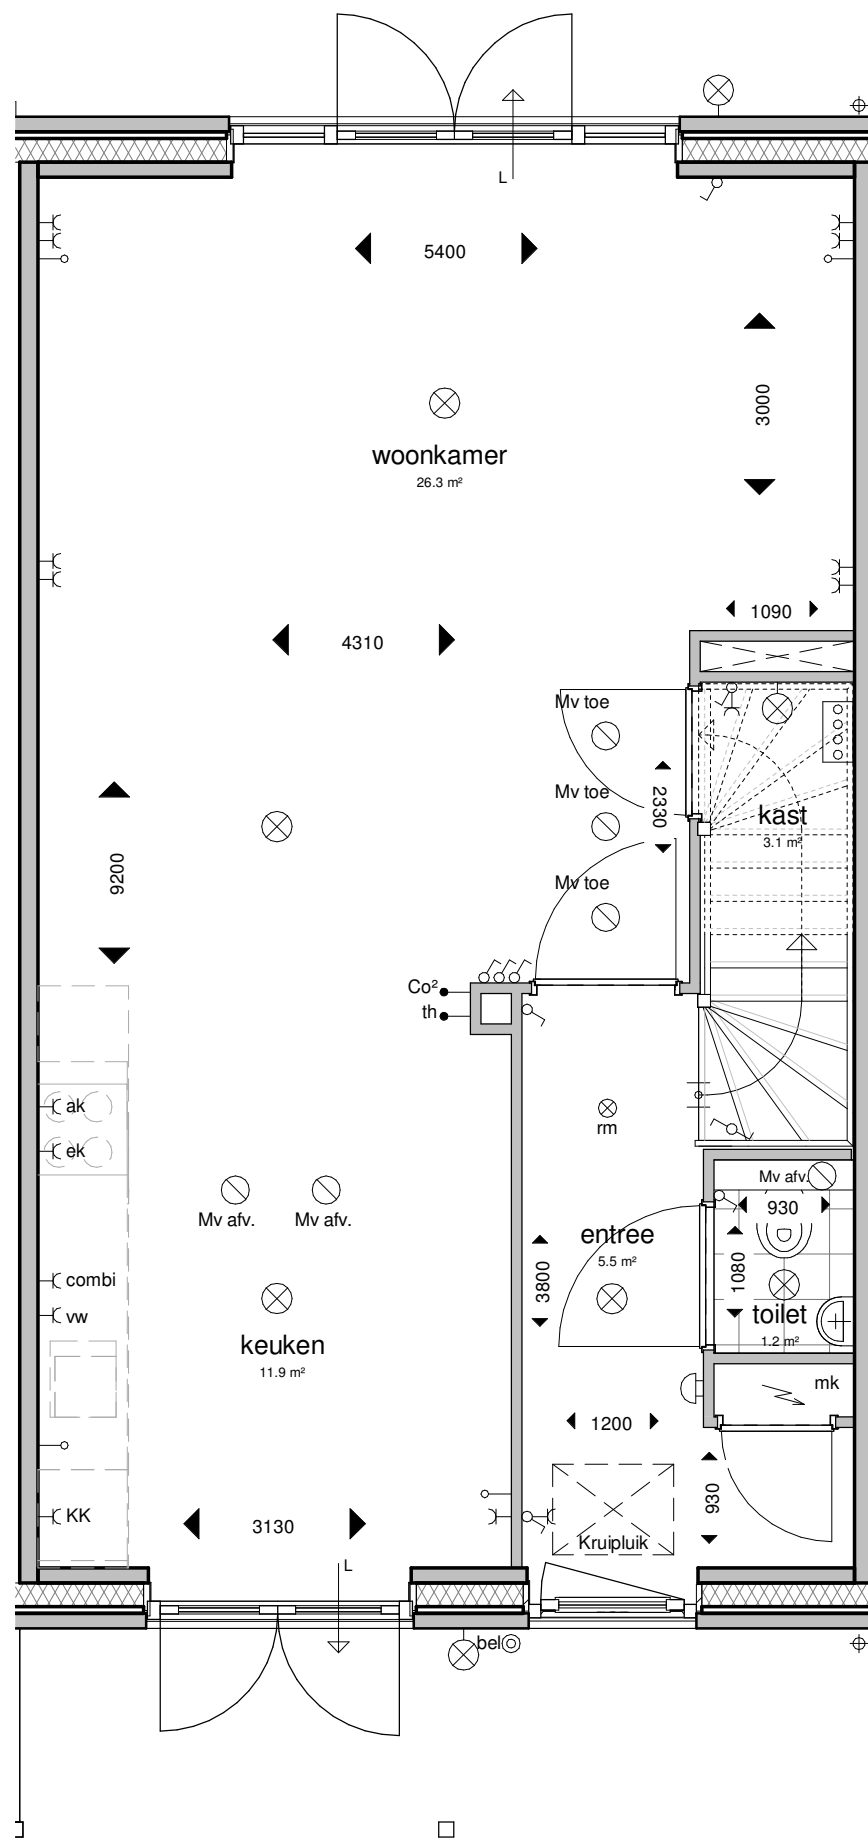 L
5400
3000
woonkamer
26.3 m²
1090
4310
Mv toe
Mv toe
2330
kast
3.1 m²
9200
Mv toe
Co²
th
ak
rm
ek
Mv afv.
Mv afv.
Mv afv.
930
entree
5.5 m²
1080
3800
combi
vw
toilet
1.2 m²
keuken
11.9 m²
mk
1200
930
KK
3130
Kruipluik
L
bel